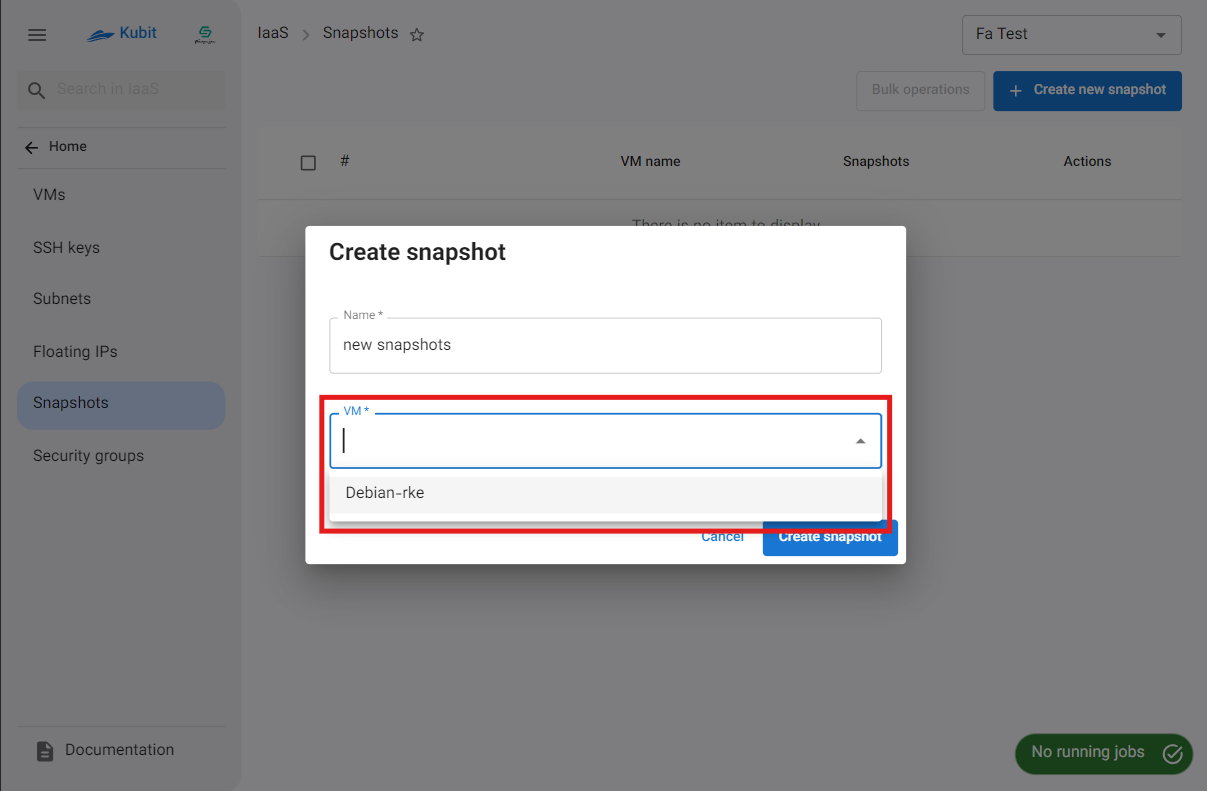 Kubit
IaaS > Snapshots
Fa Test
Search in IaaS
Bulk operations
+ Create new snapshot
Home
# VM name Snapshots Actions
VMs
There is no item to display
SSH keys
Subnets
Floating IPs
Snapshots
Security groups
Create snapshot
Name *
new snapshots
VM *
Debian-rke
Cancel
Create snapshot
Documentation
No running jobs